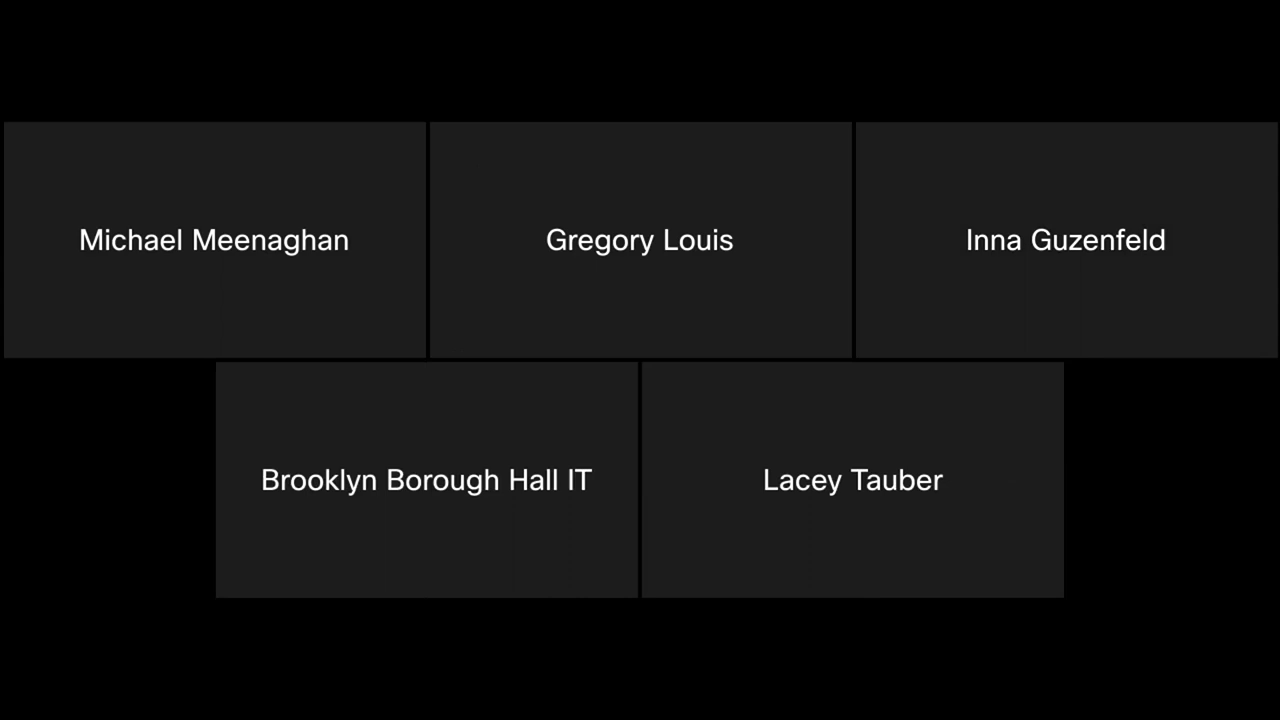 Michael Meenaghan
Gregory Louis
Inna Guzenfeld
Brooklyn Borough Hall IT
Lacey Tauber